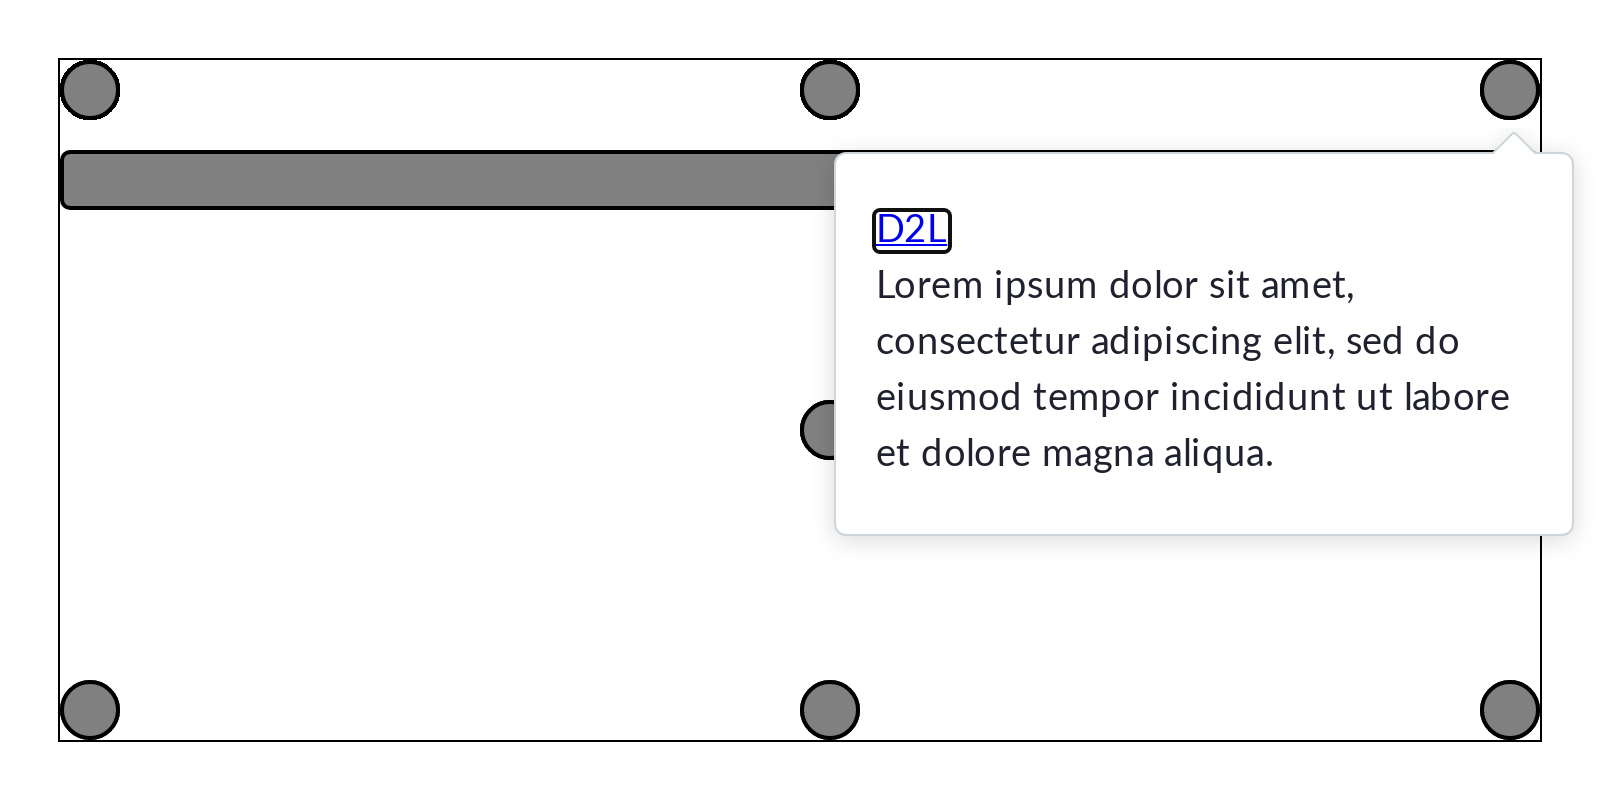 D2L
Lorem ipsum dolor sit amet,
consectetur adipiscing elit, sed do
eiusmod tempor incididunt ut labore
et dolore magna aliqua.